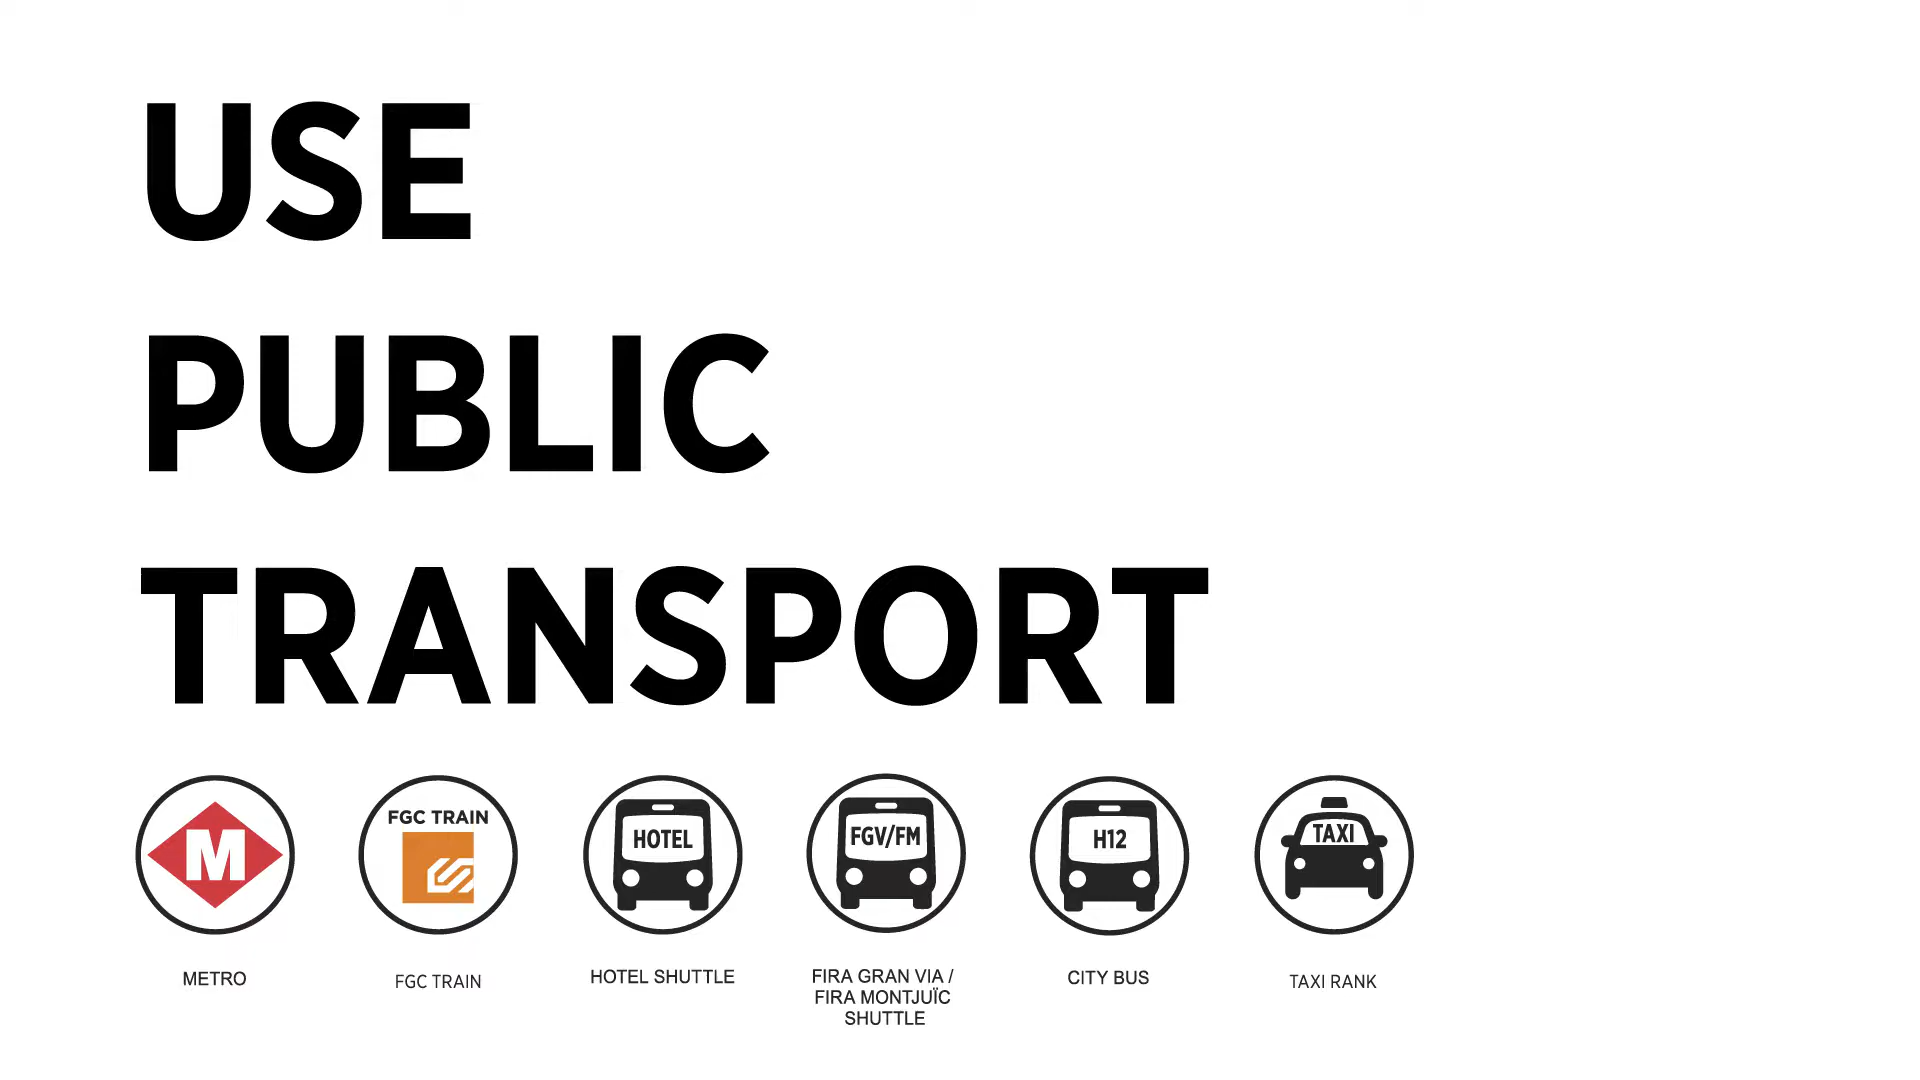 USE
PUBLIC
TRANSPORT
M
FGC TRAIN
HOTEL
FGV/FM
H12
TAXI
METRO
FGC TRAIN
HOTEL SHUTTLE
FIRA GRAN VIA /
FIRA MONTJUÏC
SHUTTLE
CITY BUS
TAXI RANK